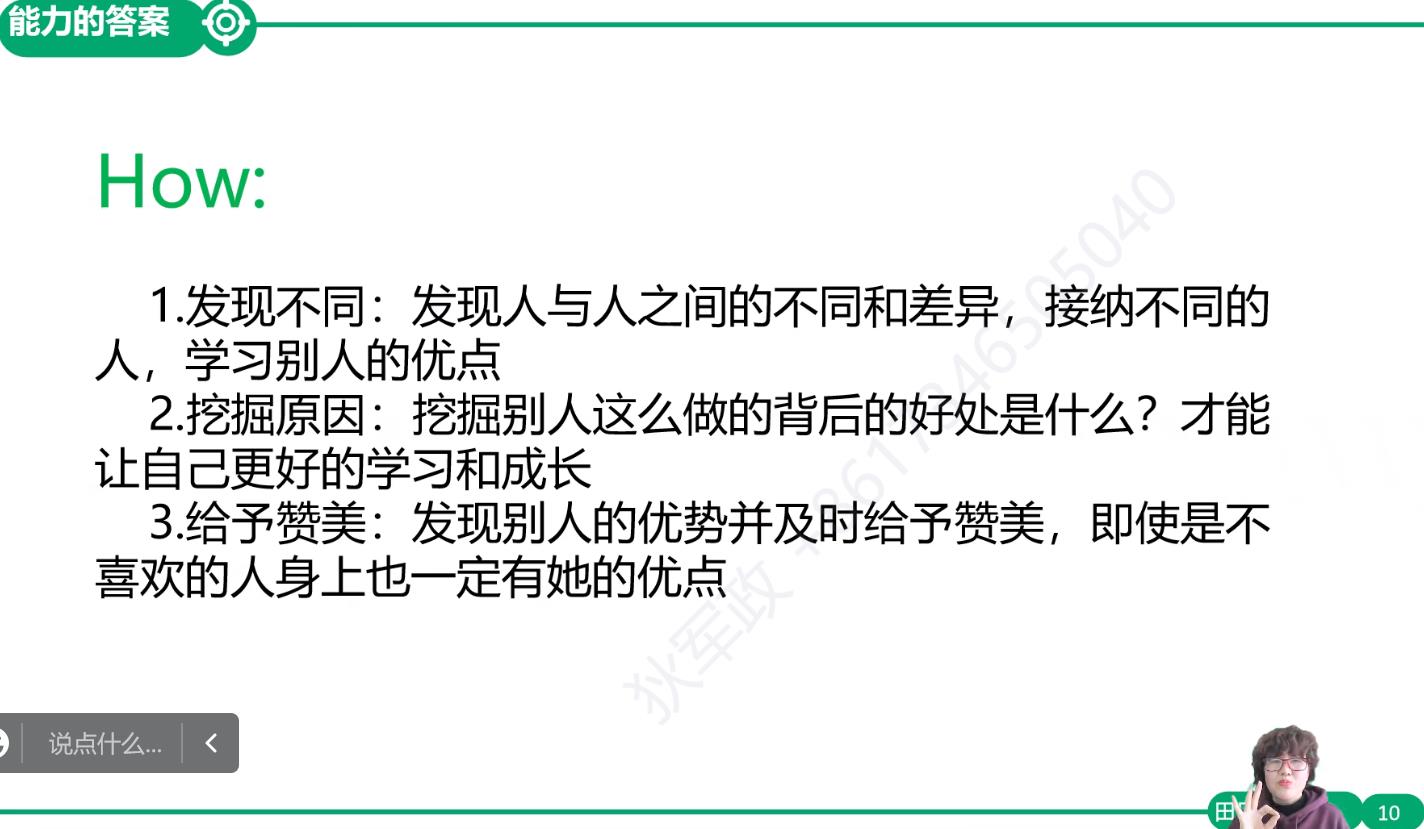 能力的答案
How:
1.发现不同：发现人与人之间的不同和差异，接纳不同的
人，学习别人的优点
2.挖掘原因：挖掘别人这么做的背后的好处是什么？才能
让自己更好的学习和成长
3.给予赞美：发现别人的优势并及时给予赞美，即使是不
喜欢的人身上也一定有她的优点
狄军政 +8617346505040
说点什么...
田
10